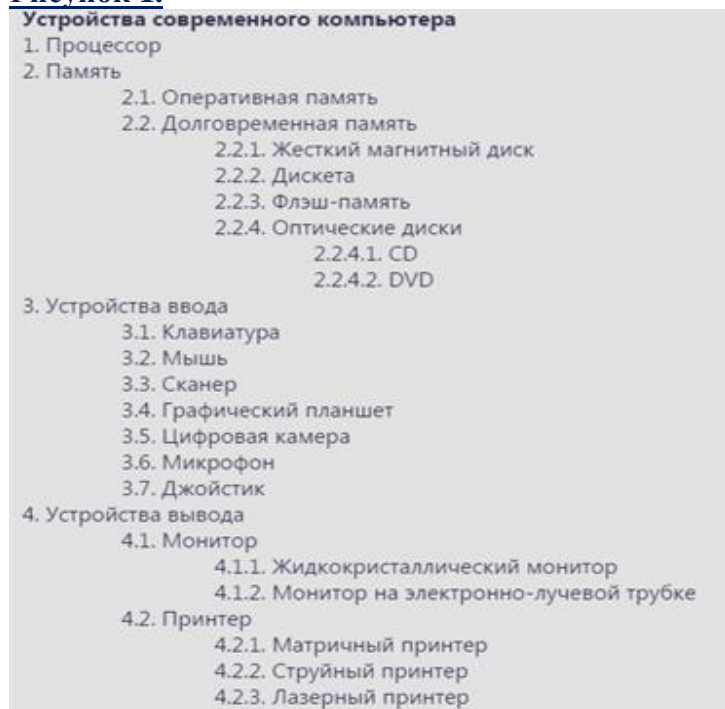 Рисунок 1.
Устройства современного компьютера
1. Процессор
2. Память
2.1. Оперативная память
2.2. Долговременная память
2.2.1. Жесткий магнитный диск
2.2.2. Дискета
2.2.3. Флэш-память
2.2.4. Оптические диски
2.2.4.1. CD
2.2.4.2. DVD
3. Устройства ввода
3.1. Клавиатура
3.2. Мышь
3.3. Сканер
3.4. Графический планшет
3.5. Цифровая камера
3.6. Микрофон
3.7. Джойстик
4. Устройства вывода
4.1. Монитор
4.1.1. Жидкокристаллический монитор
4.1.2. Монитор на электронно-лучевой трубке
4.2. Принтер
4.2.1. Матричный принтер
4.2.2. Струйный принтер
4.2.3. Лазерный принтер